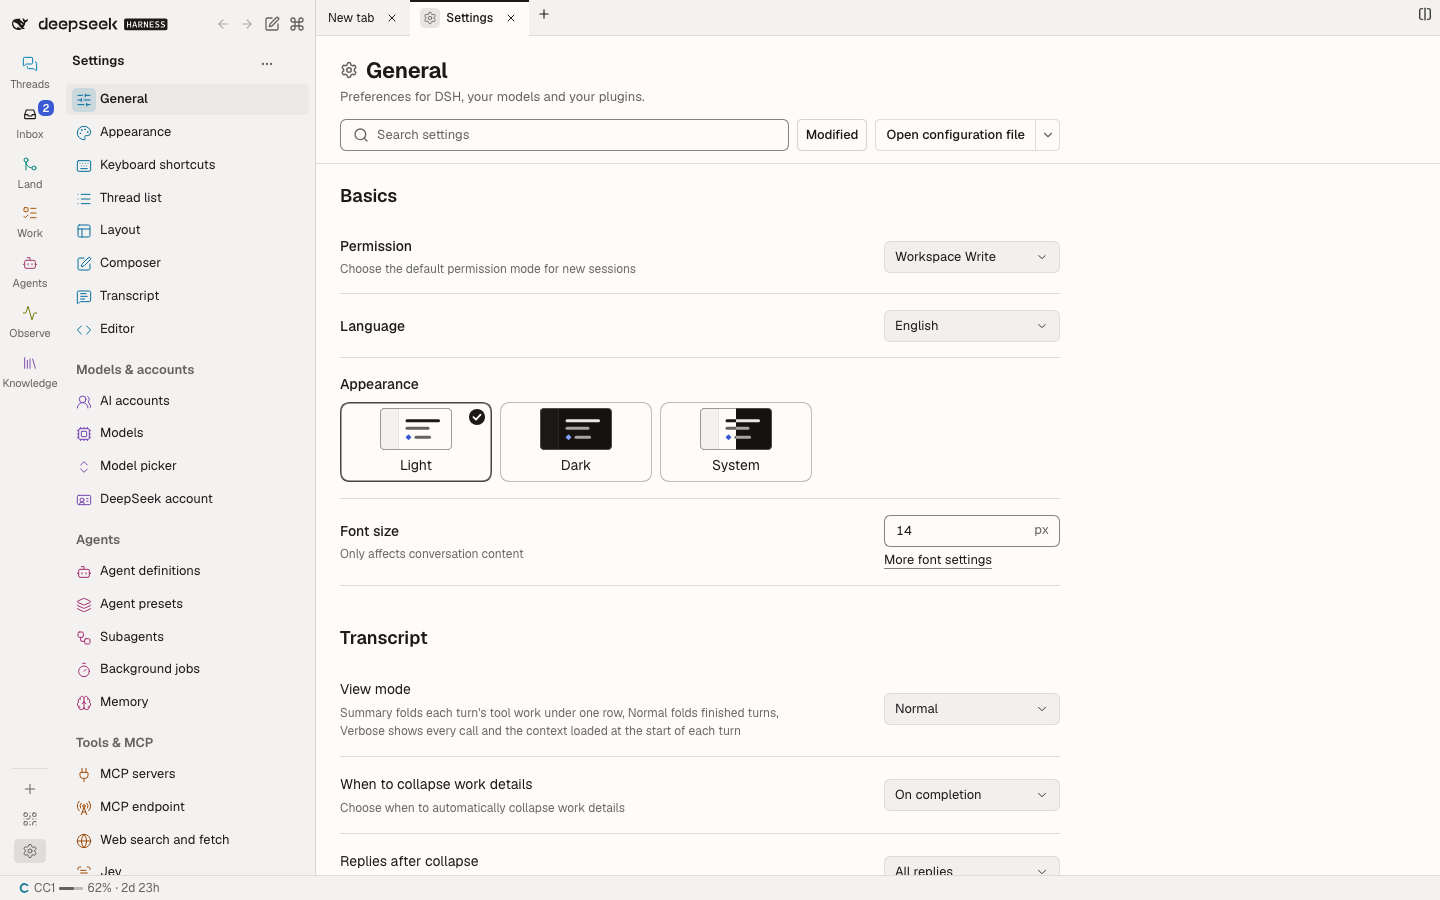 deepseek HARNESS
New tab
Settings
Threads
2
Inbox
Land
Work
Agents
Observe
Knowledge
Settings
General
Appearance
Keyboard shortcuts
Thread list
Layout
Composer
Transcript
Editor
Models & accounts
AI accounts
Models
Model picker
DeepSeek account
Agents
Agent definitions
Agent presets
Subagents
Background jobs
Memory
Tools & MCP
MCP servers
MCP endpoint
Web search and fetch
Jev
General
Preferences for DSH, your models and your plugins.
Search settings
Modified
Open configuration file
Basics
Permission
Choose the default permission mode for new sessions
Workspace Write
Language
English
Appearance
Light
Dark
System
Font size
Only affects conversation content
14 px
More font settings
Transcript
View mode
Summary folds each turn's tool work under one row, Normal folds finished turns,
Verbose shows every call and the context loaded at the start of each turn
Normal
When to collapse work details
Choose when to automatically collapse work details
On completion
Replies after collapse
All replies
CC1 62% · 2d 23h